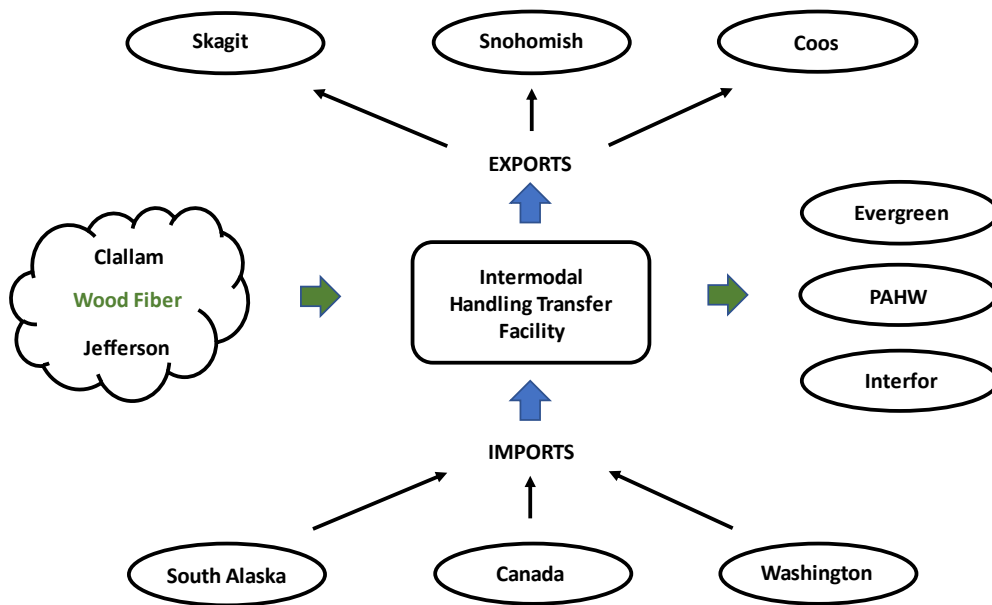 Skagit
Snohomish
Coos
EXPORTS
Evergreen
Clallam
Wood Fiber
Jefferson
Intermodal
Handling Transfer
Facility
PAHW
Interfor
IMPORTS
South Alaska
Canada
Washington